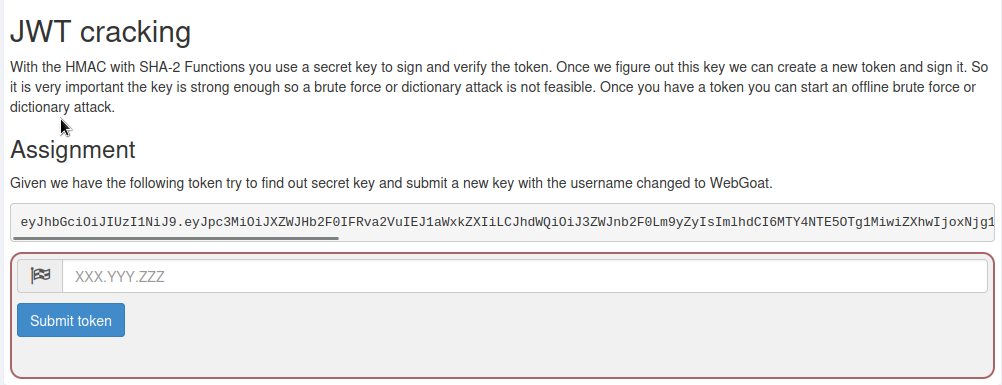 JWT cracking
With the HMAC with SHA-2 Functions you use a secret key to sign and verify the token. Once we figure out this key we can create a new token and sign it. So
it is very important the key is strong enough so a brute force or dictionary attack is not feasible. Once you have a token you can start an offline brute force or
dictionary attack.
Assignment
Given we have the following token try to find out secret key and submit a new key with the username changed to WebGoat.
eyJhbGciOiJIUzI1NiJ9.eyJpc3MiOiJXZWJHb2F0IFRva2VuIEJ1aWxkZXIiLCJhdWQiOiJ3ZWJnb2F0Lm9yZyIsImlhdCI6MTY4NTE5OTg1MiwiZXhwIjoxNjg1
XXX.YYY.ZZZ
Submit token